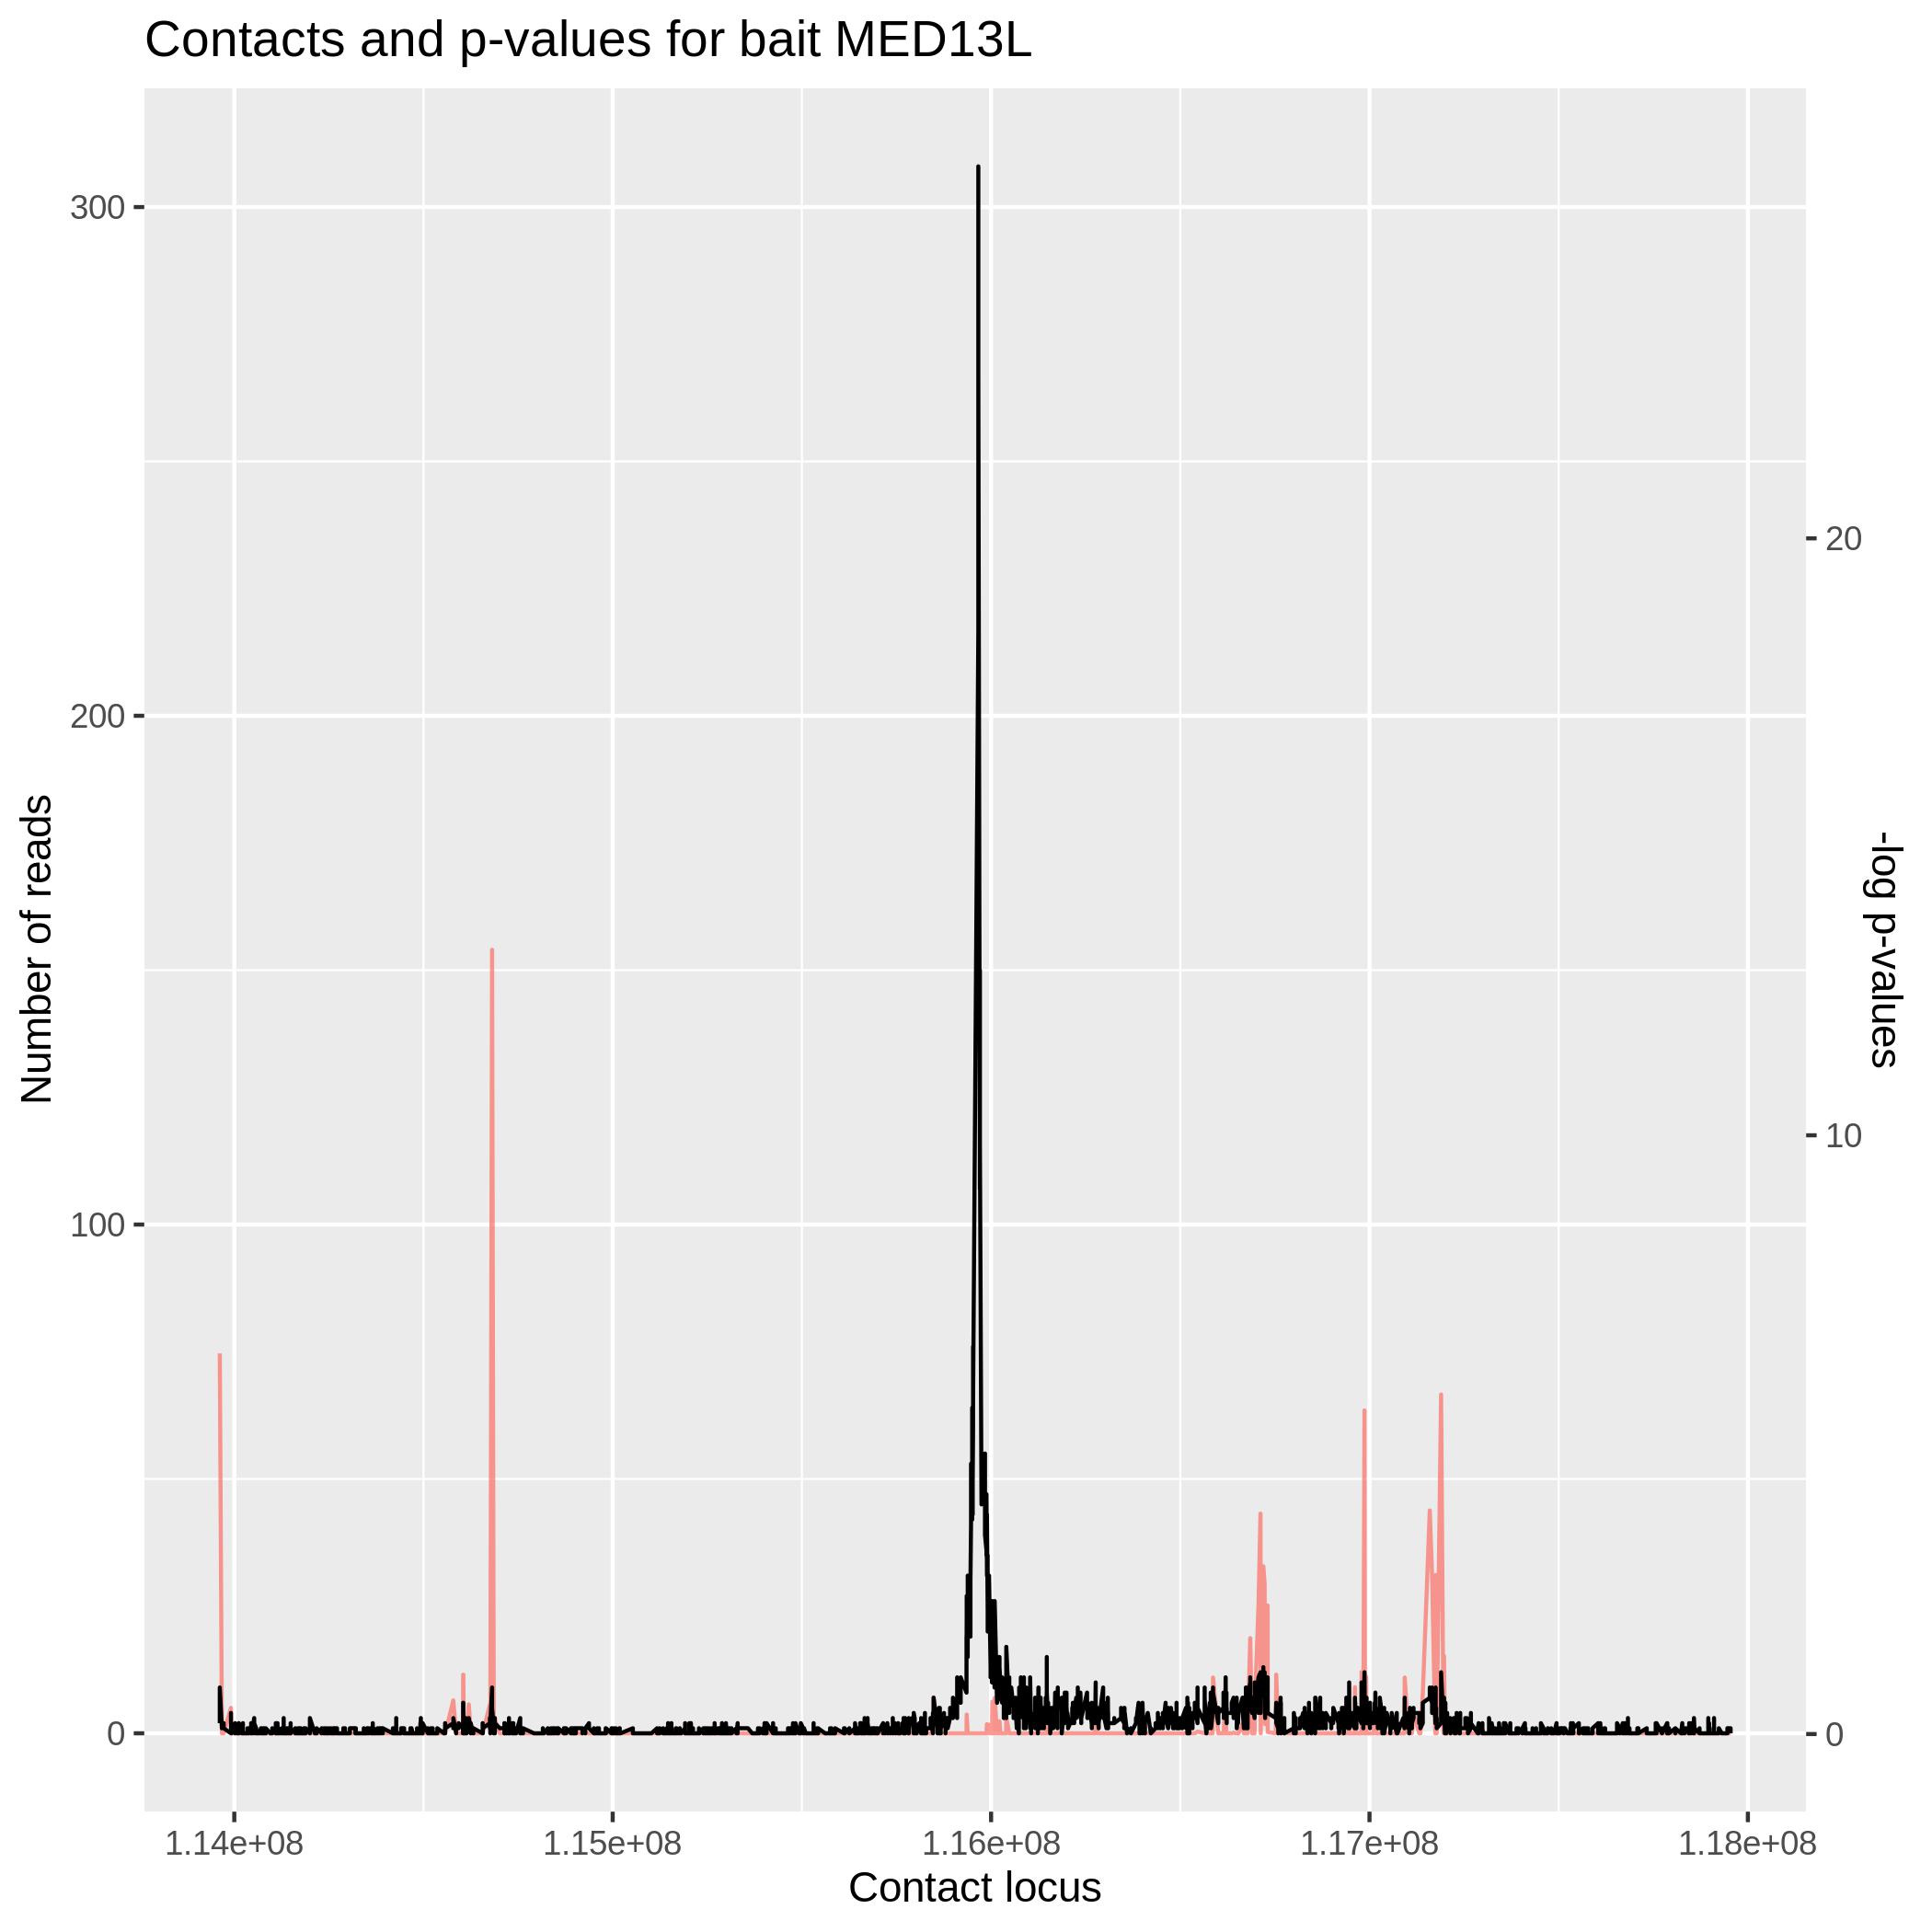 Contacts and p-values for bait MED13L
300
200
100
0
Number of reads
20
10
0
-log p-values
1.14e+08
1.15e+08
1.16e+08
1.17e+08
1.18e+08
Contact locus